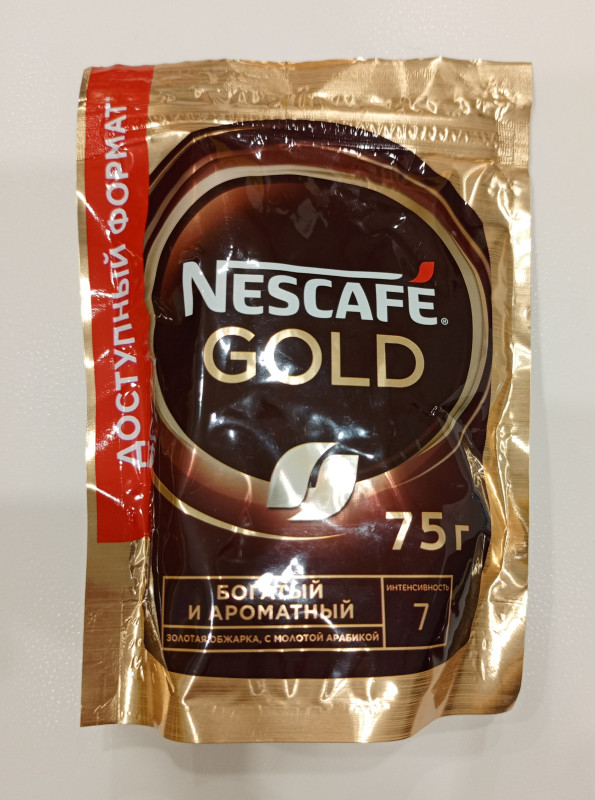 ДОСТУПНЫЙ ФОРМАТ
NESCAFÉ®
GOLD
75 г
БОГАТЫЙ
И АРОМАТНЫЙ
ЗОЛОТАЯ ОБЖАРКА, С МОЛОТОЙ АРАБИКОЙ
ИНТЕНСИВНОСТЬ
7